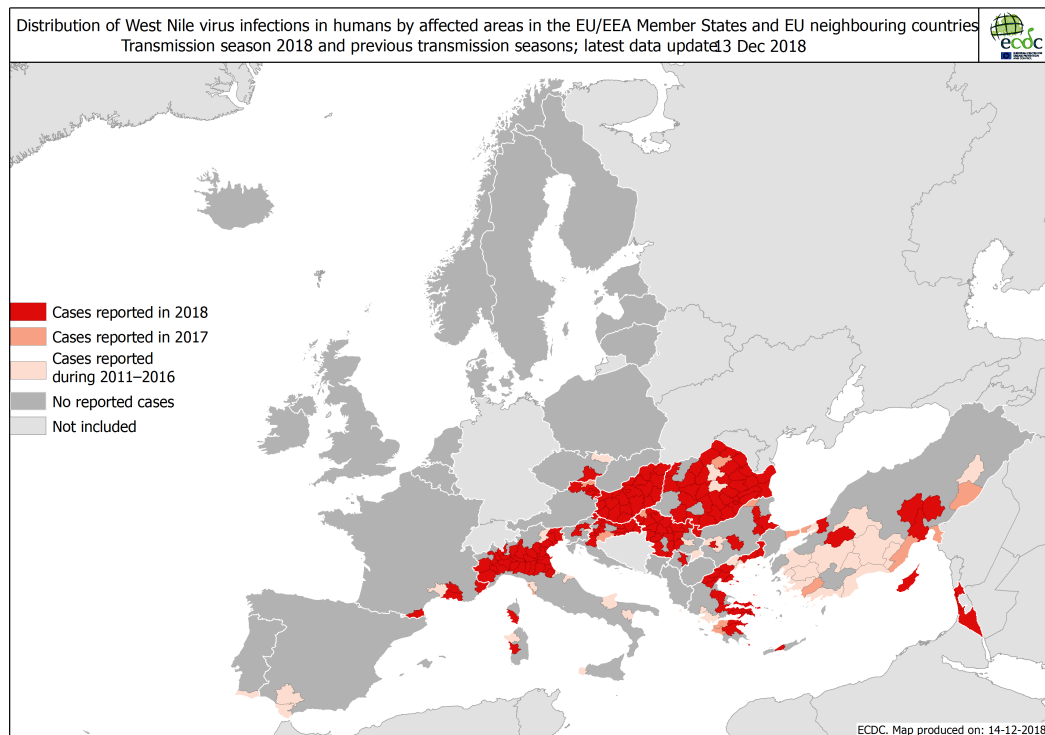 Distribution of West Nile virus infections in humans by affected areas in the EU/EEA Member States and EU neighbouring countries
Transmission season 2018 and previous transmission seasons; latest data update13 Dec 2018
ecdc
Cases reported in 2018
Cases reported in 2017
Cases reported
during 2011–2016
No reported cases
Not included
ECDC. Map produced on: 14-12-2018